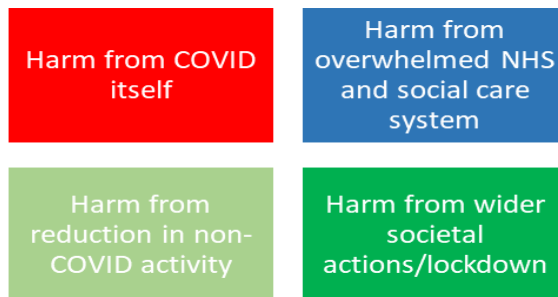 Harm from COVID
itself
Harm from
overwhelmed NHS
and social care
system
Harm from
reduction in non-
COVID activity
Harm from wider
societal
actions/lockdown